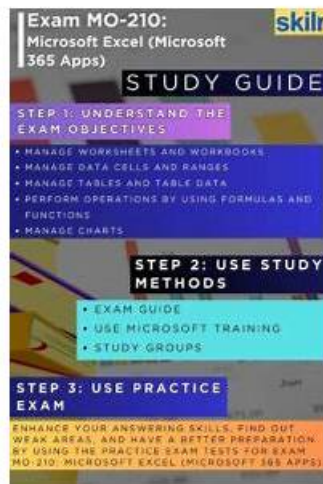 Exam MO-210:
Microsoft Excel (Microsoft
365 Apps)
STUDY GUIDE
STEP 1: UNDERSTAND THE
EXAM OBJECTIVES
• MANAGE WORKSHEETS AND WORKBOOKS
• MANAGE DATA CELLS AND RANGES
• MANAGE TABLES AND TABLE DATA
• PERFORM OPERATIONS BY USING FORMULAS AND
FUNCTIONS
• MANAGE CHARTS
STEP 2: USE STUDY
METHODS
• EXAM GUIDE
• USE MICROSOFT TRAINING
• STUDY GROUPS
STEP 3: USE PRACTICE
EXAM
ENHANCE YOUR ANSWERING SKILLS, FIND OUT
WEAK AREAS, AND HAVE A BETTER PREPARATION
BY USING THE PRACTICE EXAM TESTS FOR EXAM
MO-210: MICROSOFT EXCEL (MICROSOFT 365 APPS)